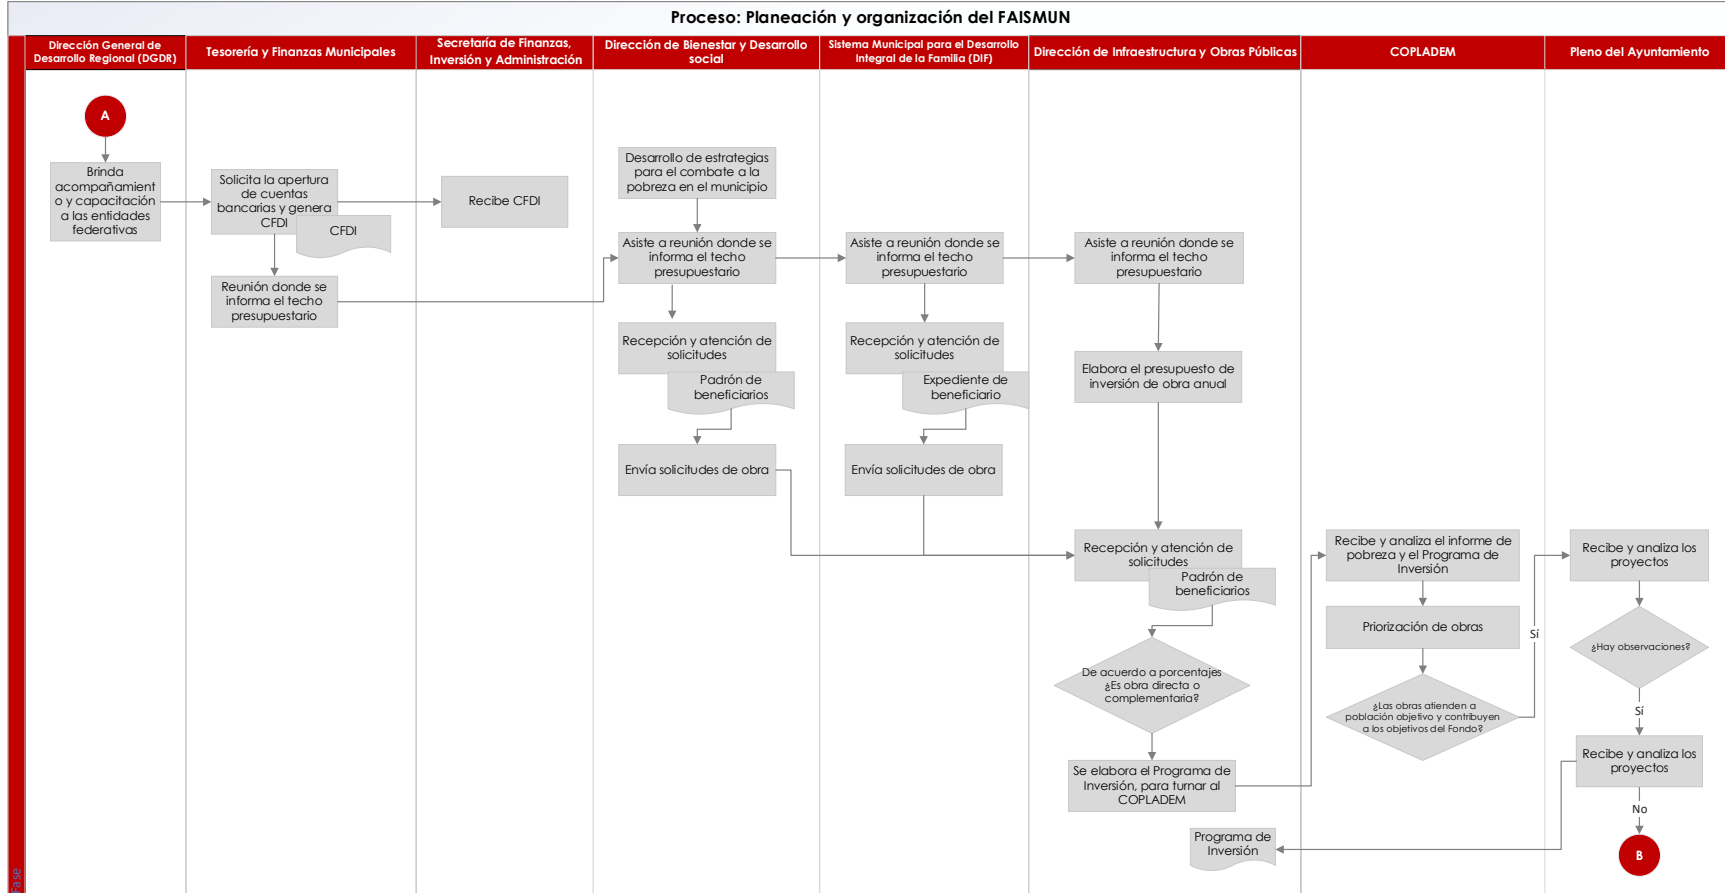 Proceso: Planeación y organización del FAISMUN
Dirección General de
Desarrollo Regional (DGDR)
Tesorería y Finanzas Municipales
Secretaría de Finanzas,
Inversión y Administración
Dirección de Bienestar y Desarrollo
social
Sistema Municipal para el Desarrollo
Integral de la Familia (DIF)
Dirección de Infraestructura y Obras Públicas
COPLADEM
Pleno del Ayuntamiento
A
Brinda
acompañamient
o y capacitación
a las entidades
federativas
Solicita la apertura
de cuentas
bancarias y genera
CFDI
CFDI
Reunión donde se
informa el techo
presupuestario
Recibe CFDI
Desarrollo de estrategias
para el combate a la
pobreza en el municipio
Asiste a reunión donde se
informa el techo
presupuestario
Recepción y atención de
solicitudes
Padrón de
beneficiarios
Envía solicitudes de obra
Asiste a reunión donde se
informa el techo
presupuestario
Recepción y atención de
solicitudes
Expediente de
beneficiario
Envía solicitudes de obra
Asiste a reunión donde se
informa el techo
presupuestario
Elabora el presupuesto de
inversión de obra anual
Recepción y atención de
solicitudes
Padrón de
beneficiarios
De acuerdo a porcentajes
¿Es obra directa o
complementaria?
Se elabora el Programa de
Inversión, para turnar al
COPLADEM
Programa de
Inversión
Recibe y analiza el informe de
pobreza y el Programa de
Inversión
Priorización de obras
¿Las obras atienden a
población objetivo y contribuyen
a los objetivos del Fondo?
Sí
Recibe y analiza los
proyectos
¿Hay observaciones?
Sí
Recibe y analiza los
proyectos
No
B
Fase